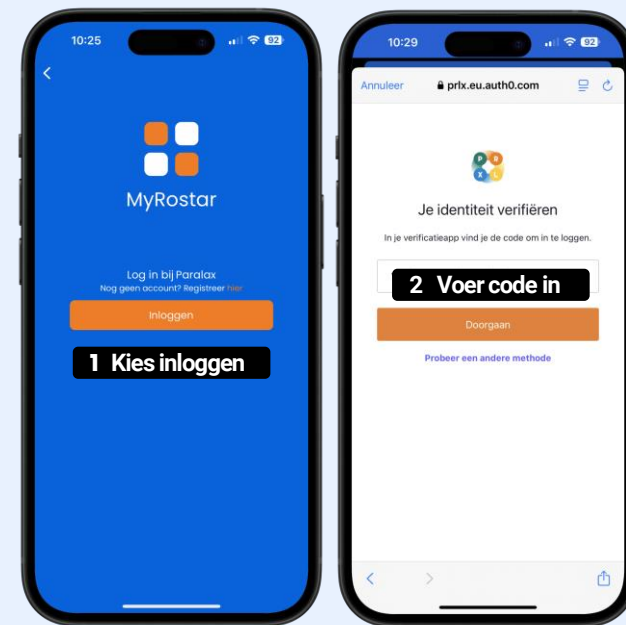 10:25
92
MyRostar
Log in bij Paralax
Nog geen account? Registreer hier
Inloggen
1 Kies inloggen
10:29
92
Annuleer
prlx.eu.auth0.com
P R
X L
Je identiteit verifiëren
In je verificatieapp vind je de code om in te loggen.
2 Voer code in
Doorgaan
Probeer een andere methode